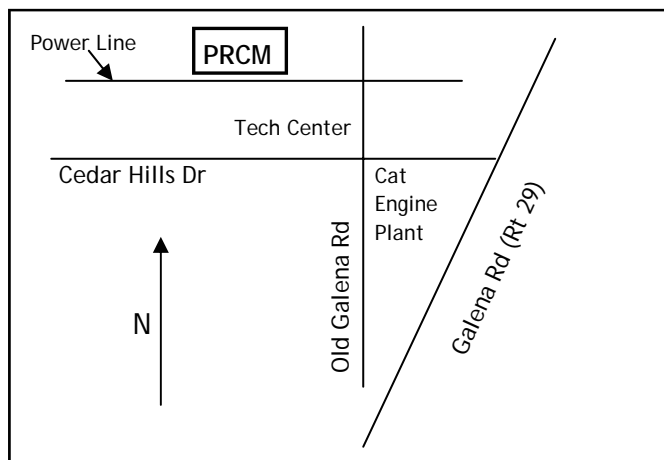 Power Line
PRCM
Tech Center
Cedar Hills Dr
Cat
Engine
Plant
Old Galena Rd
Galena Rd (Rt 29)
N